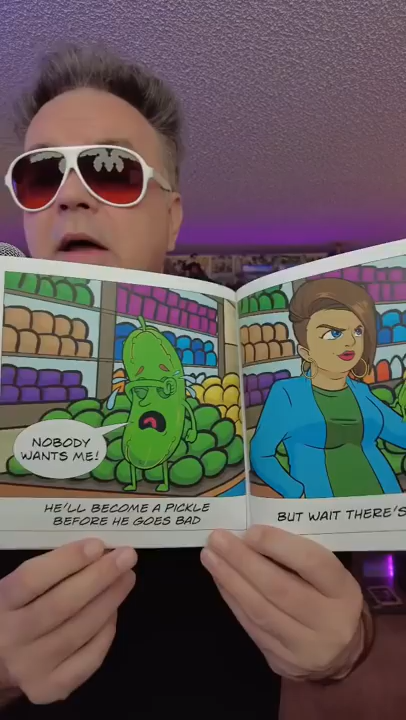 NOBODY
WANTS ME!
HE'LL BECOME A PICKLE
BEFORE HE GOES BAD
BUT WAIT THERE'S